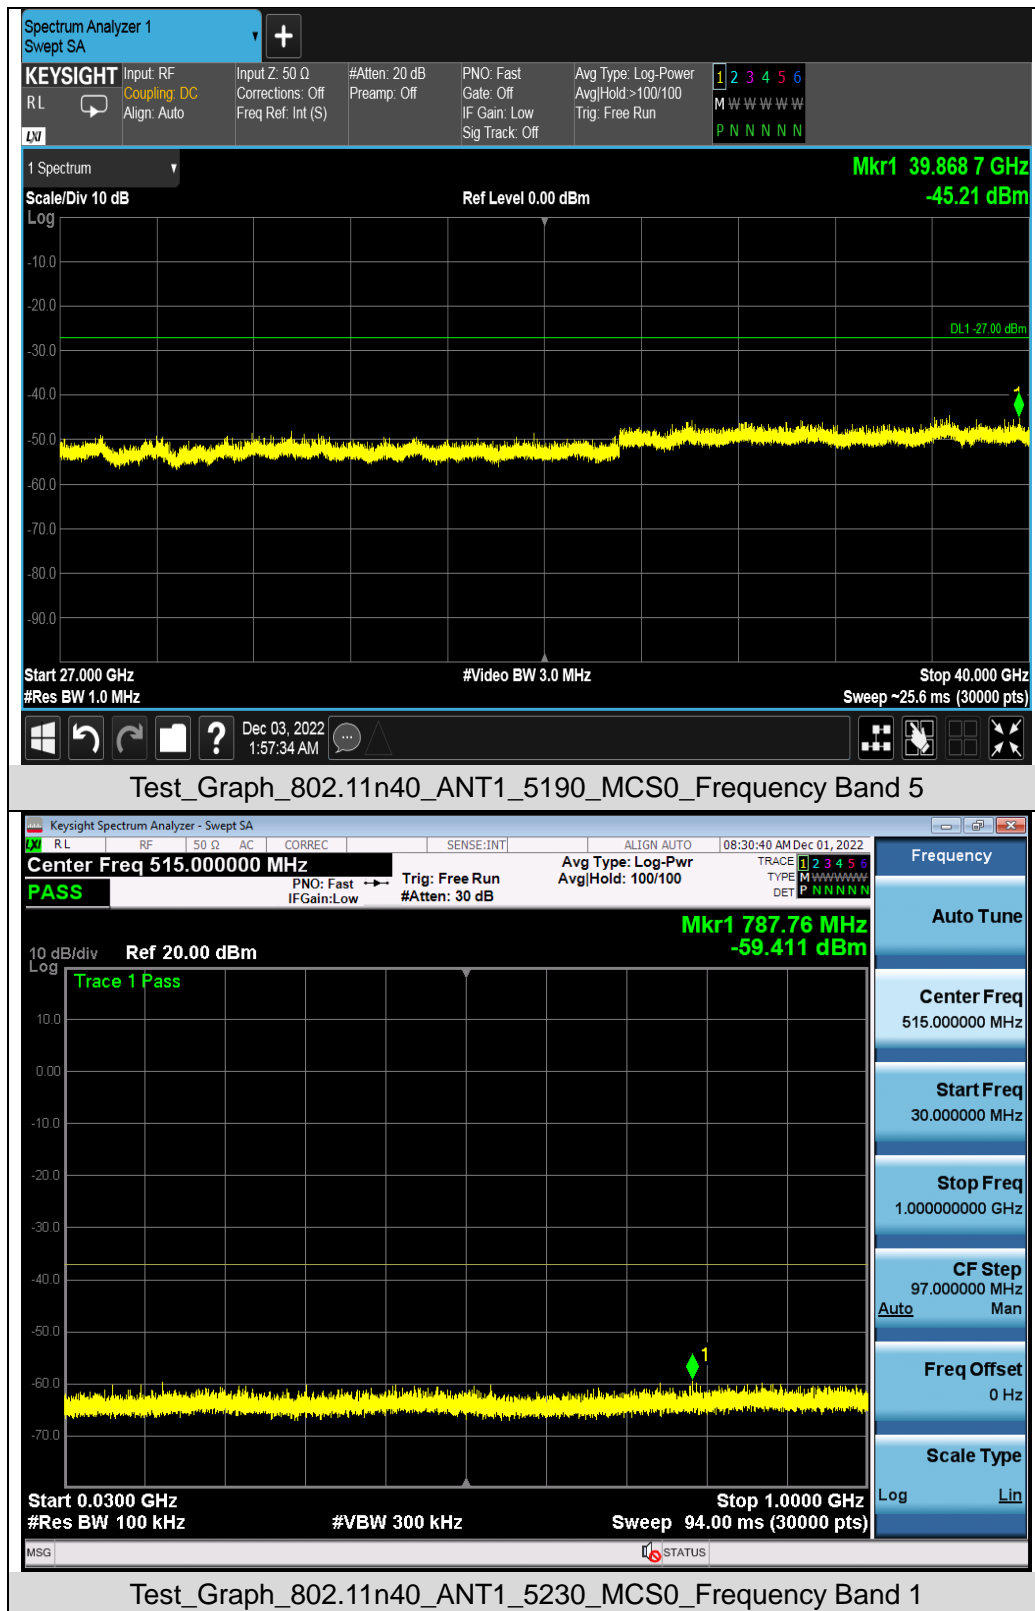 Spectrum Analyzer 1
Swept SA
KEYSIGHT Input: RF Input Z: 50 Ω #Atten: 20 dB PNO: Fast Avg Type: Log-Power 1 2 3 4 5 6
RL Coupling: DC Corrections: Off Preamp: Off Gate: Off Avg|Hold:>100/100 M W W W W W
Align: Auto Freq Ref: Int (S) IF Gain: Low Trig: Free Run
LXI Sig Track: Off P N N N N N
1 Spectrum Mkr1 39.868 7 GHz
Scale/Div 10 dB Ref Level 0.00 dBm -45.21 dBm
Log
-10.0
-20.0
DL1 -27.00 dBm
-30.0
-40.0
1
-50.0
-60.0
-70.0
-80.0
-90.0
Start 27.000 GHz #Video BW 3.0 MHz Stop 40.000 GHz
#Res BW 1.0 MHz Sweep ~25.6 ms (30000 pts)
Dec 03, 2022
1:57:34 AM
Test_Graph_802.11n40_ANT1_5190_MCS0_Frequency Band 5
Keysight Spectrum Analyzer - Swept SA
LXI RL RF 50 Ω AC CORREC SENSE:INT ALIGN AUTO 08:30:40 AM Dec 01, 2022 Frequency
Center Freq 515.000000 MHz Avg Type: Log-Pwr TRACE 1 2 3 4 5 6
PASS PNO: Fast Trig: Free Run Avg|Hold: 100/100 TYPE M W W W W W
IFGain:Low #Atten: 30 dB DET P N N N N N
Auto Tune
Mkr1 787.76 MHz
10 dB/div Ref 20.00 dBm -59.411 dBm
Log
Trace 1 Pass
Center Freq
515.000000 MHz
10.0
0.00
Start Freq
30.000000 MHz
-10.0
-20.0
Stop Freq
1.000000000 GHz
-30.0
-40.0
CF Step
97.000000 MHz
Auto Man
-50.0
1
-60.0
Freq Offset
0 Hz
-70.0
Scale Type
Log Lin
Start 0.0300 GHz Stop 1.0000 GHz
#Res BW 100 kHz #VBW 300 kHz Sweep 94.00 ms (30000 pts)
MSG STATUS
Test_Graph_802.11n40_ANT1_5230_MCS0_Frequency Band 1